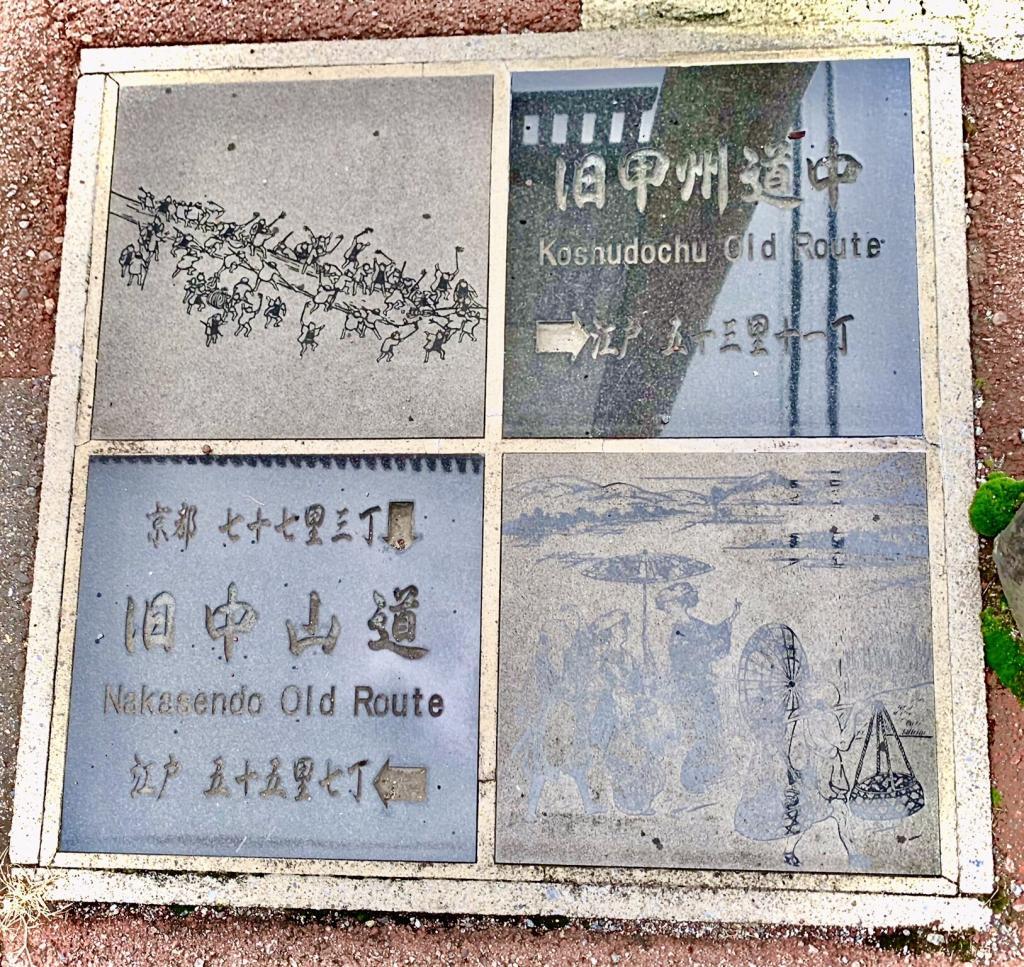 旧甲州道中
Koshudochu Old Route
江戸 五十三里十一丁
京都 七十七里三丁
旧中山道
Nakasendo Old Route
江戸 五十五里七丁